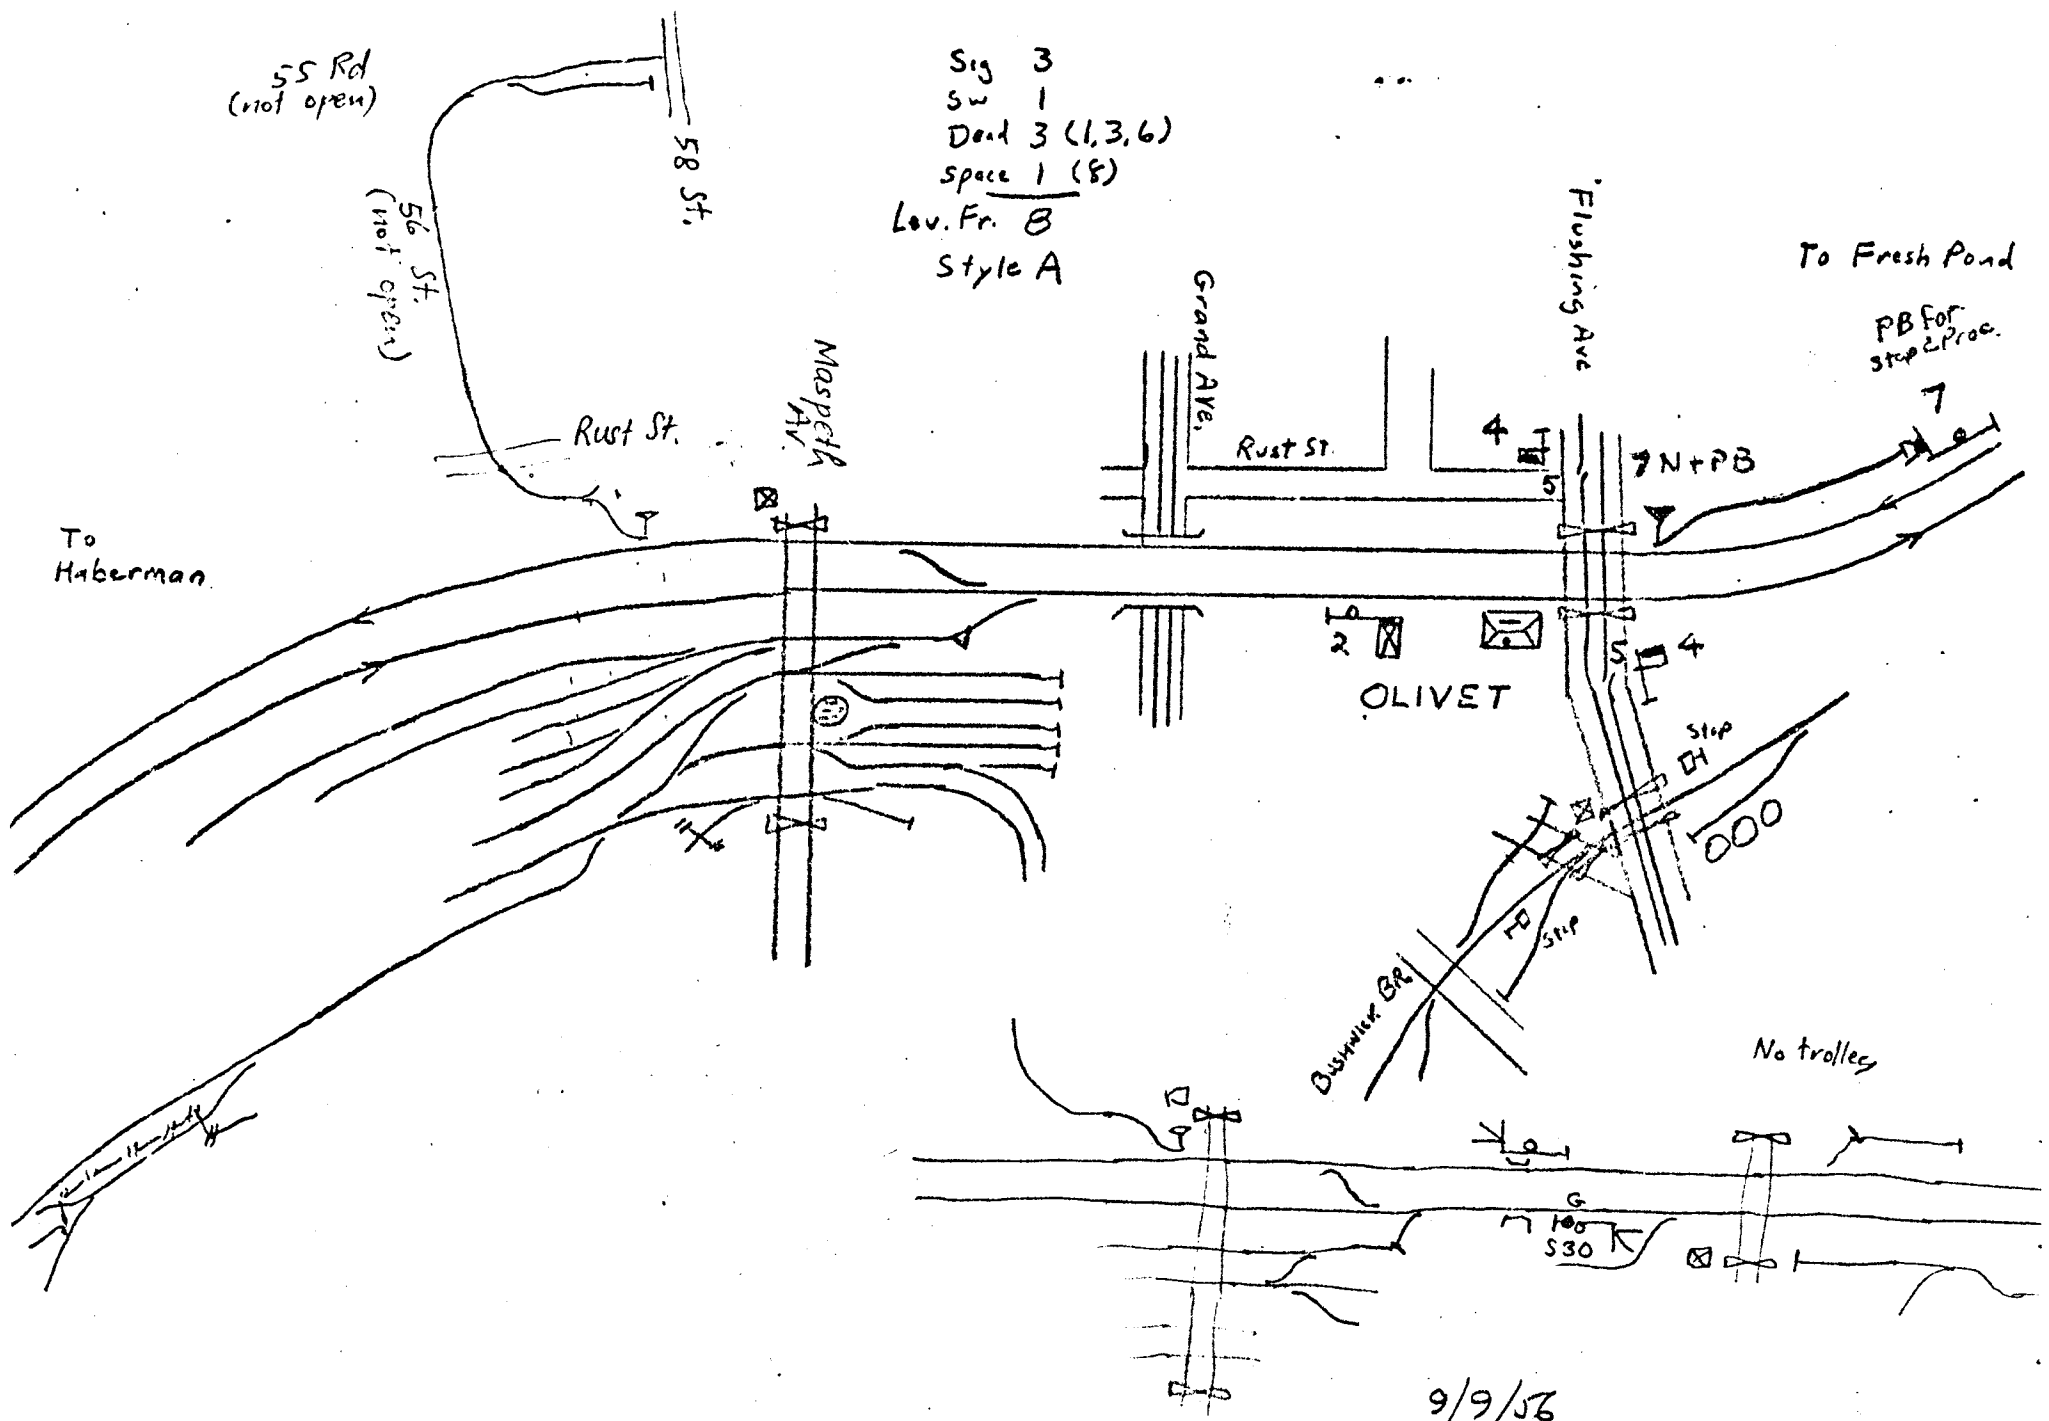 55 Rd
(not open)
58 St.
56 St.
(not open)
Sig 3
Sw 1
Dead 3 (1,3,6)
Space 1 (8)
Lev. Fr. 8
Style A
Flushing Ave
Grand Ave.
To Fresh Pond
PB for
stop & Proc.
7
Maspeth
Av.
Rust St.
Rust St.
4
5
7 N + PB
To
Haberman
2
5
4
OLIVET
Stop
Stop
BUSHWICK BR
No trolley
G
S30
9/9/56